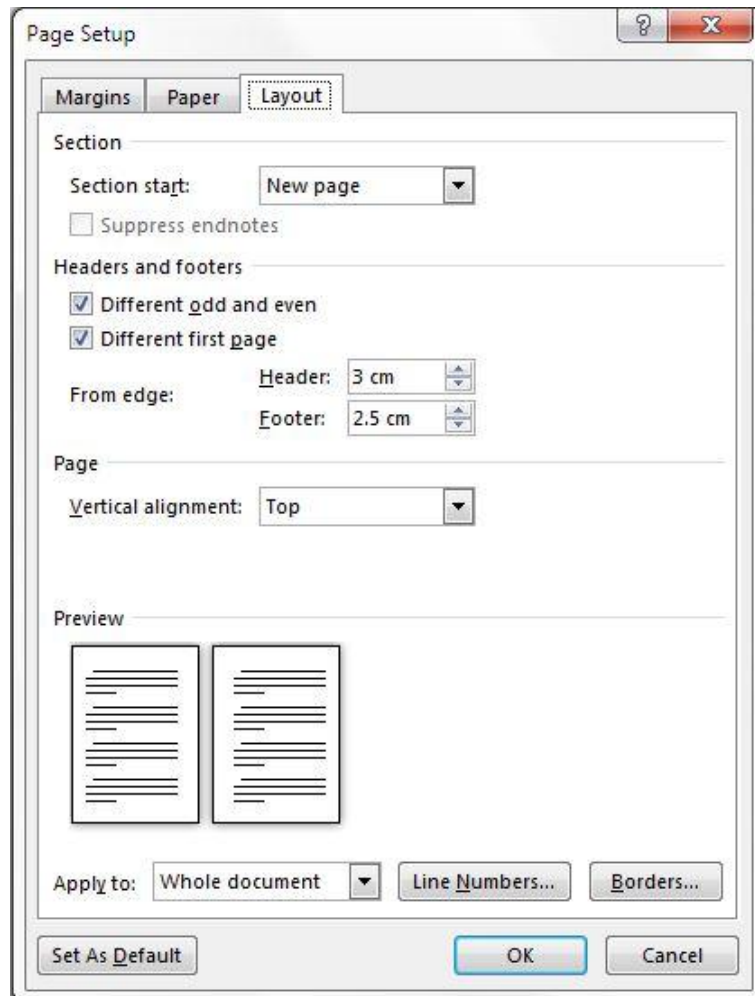 Page Setup
Margins Paper Layout
Section
Section start: New page
Suppress endnotes
Headers and footers
Different odd and even
Different first page
From edge:
Header: 3 cm
Footer: 2.5 cm
Page
Vertical alignment: Top
Preview
Apply to: Whole document Line Numbers... Borders...
Set As Default OK Cancel